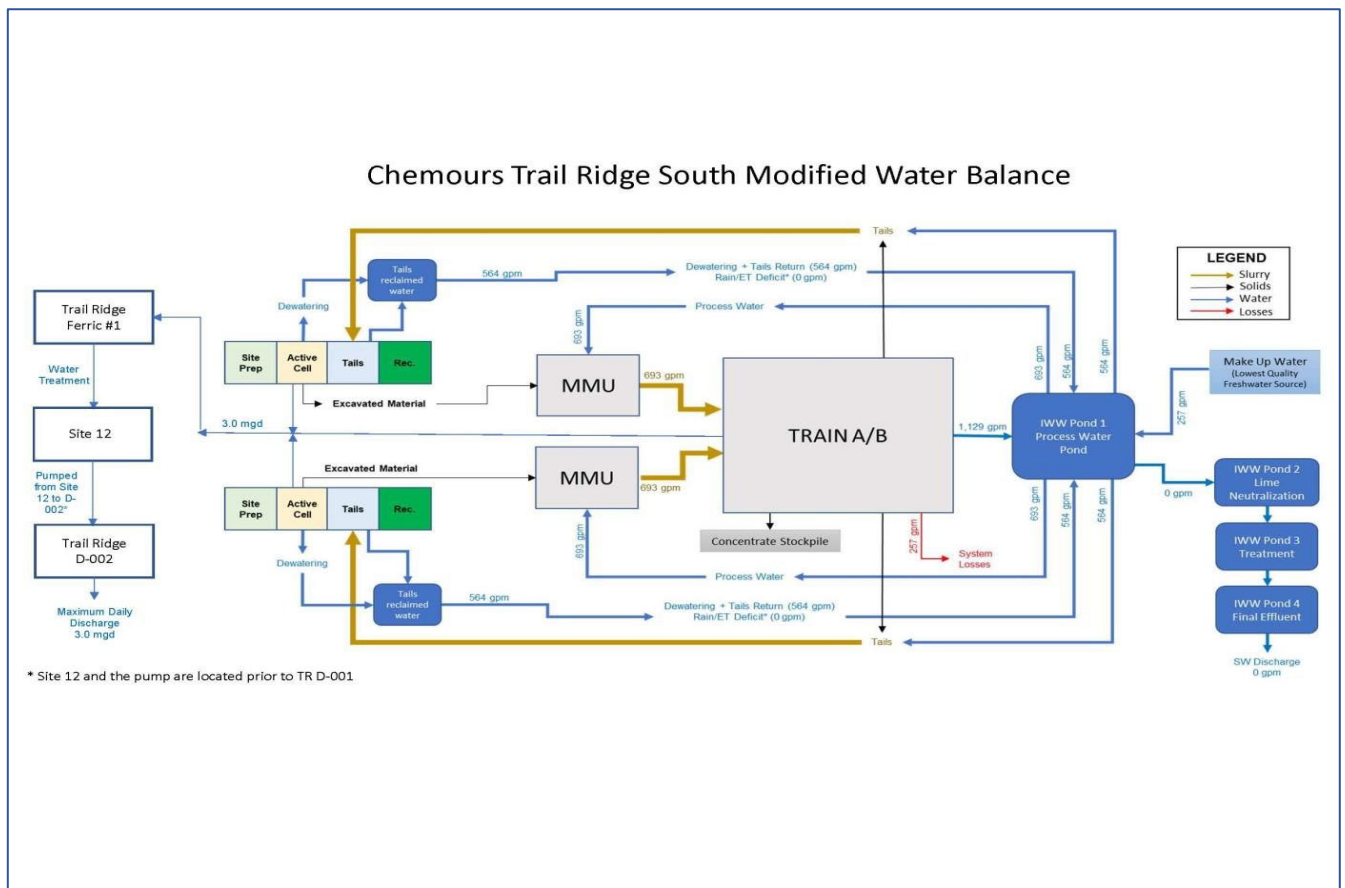 Chemours Trail Ridge South Modified Water Balance
Tails
Tails
reclaimed
water
564 gpm
Dewatering + Tails Return (564 gpm)
Rain/ET Deficit* (0 gpm)
LEGEND
Slurry
Solids
Water
Losses
Trail Ridge
Ferric #1
Dewatering
Process Water
693 gpm
693 gpm
564 gpm
564 gpm
Site
Prep
Active
Cell
Tails
Rec.
MMU
693 gpm
Make Up Water
(Lowest Quality
Freshwater Source)
257 gpm
Water
Treatment
Excavated Material
3.0 mgd
TRAIN A/B
1,129 gpm
IWW Pond 1
Process Water
Pond
Site 12
Excavated Material
MMU
693 gpm
0 gpm
IWW Pond 2
Lime
Neutralization
Pumped
from Site
12 to D-
002*
Site
Prep
Active
Cell
Tails
Rec.
693 gpm
693 gpm
564 gpm
564 gpm
Concentrate Stockpile
257 gpm
System
Losses
IWW Pond 3
Treatment
Trail Ridge
D-002
Dewatering
Process Water
Tails
reclaimed
water
564 gpm
Dewatering + Tails Return (564 gpm)
Rain/ET Deficit* (0 gpm)
IWW Pond 4
Final Effluent
Maximum Daily
Discharge
3.0 mgd
Tails
SW Discharge
0 gpm
* Site 12 and the pump are located prior to TR D-001